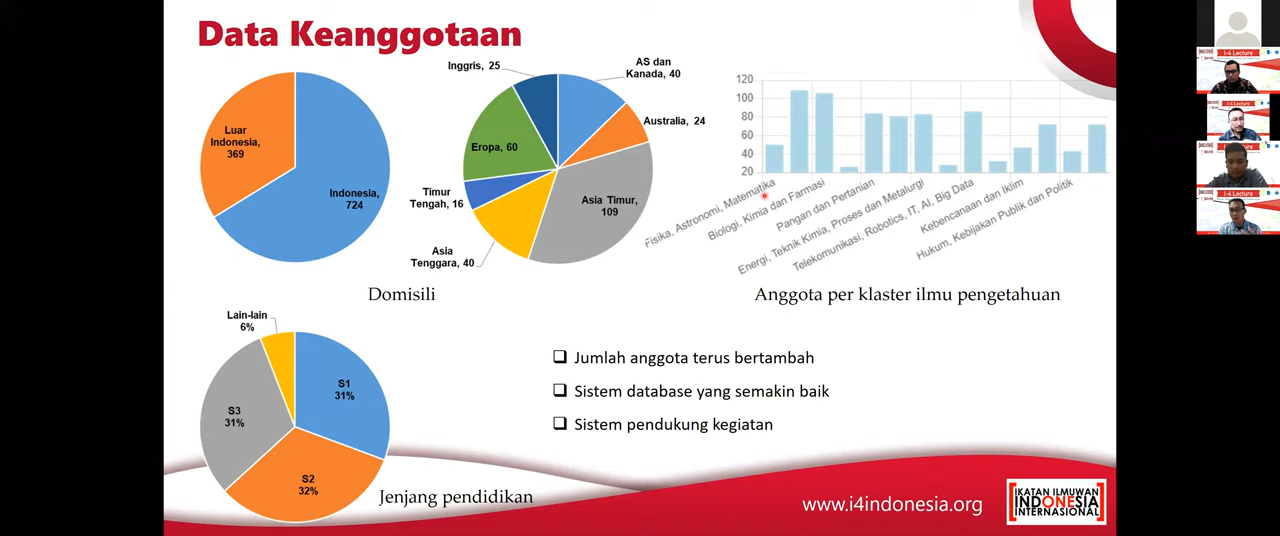 Data Keanggotaan
Luar
Indonesia,
369
Indonesia,
724
Domisili
Inggris, 25
AS dan
Kanada, 40
Australia, 24
Eropa, 60
Timur
Tengah, 16
Asia Timur,
109
Asia
Tenggara, 40
120
100
80
60
40
20
Fisika, Astronomi, Matematika
Biologi, Kimia dan Farmasi
Pangan dan Pertanian
Energi, Teknik Kimia, Proses dan Metalurgi
Telekomunikasi, Robotics, IT, AI, Big Data
Kebencanaan dan Iklim
Hukum, Kebijakan Publik dan Politik
Anggota per klaster ilmu pengetahuan
Lain-lain
6%
S1
31%
S3
31%
S2
32%
Jenjang pendidikan
❑ Jumlah anggota terus bertambah
❑ Sistem database yang semakin baik
❑ Sistem pendukung kegiatan
www.i4indonesia.org
IKATAN ILMUWAN
INDONESIA
INTERNASIONAL
I-4 Lecture
I-4 Lecture
I-4 Lecture